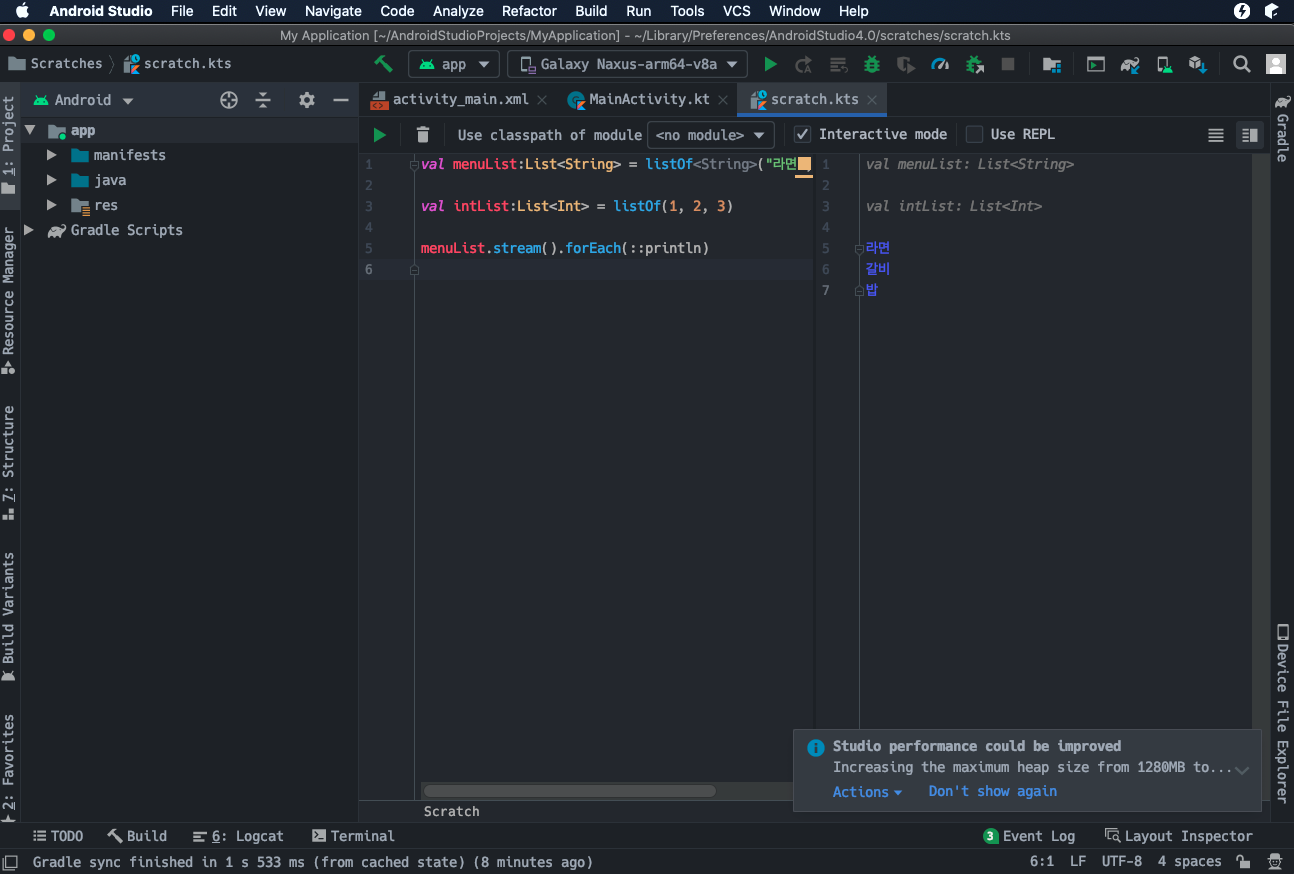 Android Studio File Edit View Navigate Code Analyze Refactor Build Run Tools VCS Window Help
My Application [~/AndroidStudioProjects/MyApplication] - ~/Library/Preferences/AndroidStudio4.0/scratches/scratch.kts
Scratches scratch.kts app Galaxy Naxus-arm64-v8a
Android
activity_main.xml MainActivity.kt scratch.kts
Use classpath of module <no module> Interactive mode Use REPL
app
manifests
java
res
Gradle Scripts
1 val menuList:List<String> = listOf<String>("라면
2
3 val intList:List<Int> = listOf(1, 2, 3)
4
5 menuList.stream().forEach(::println)
6
1 val menuList: List<String>
2
3 val intList: List<Int>
4
5 라면
6 갈비
7 밥
1: Project
Resource Manager
7: Structure
Build Variants
2: Favorites
Gradle
Device File Explorer
Studio performance could be improved
Increasing the maximum heap size from 1280MB to...
Actions Don't show again
Scratch
TODO Build 6: Logcat Terminal 3 Event Log Layout Inspector
Gradle sync finished in 1 s 533 ms (from cached state) (8 minutes ago) 6:1 LF UTF-8 4 spaces